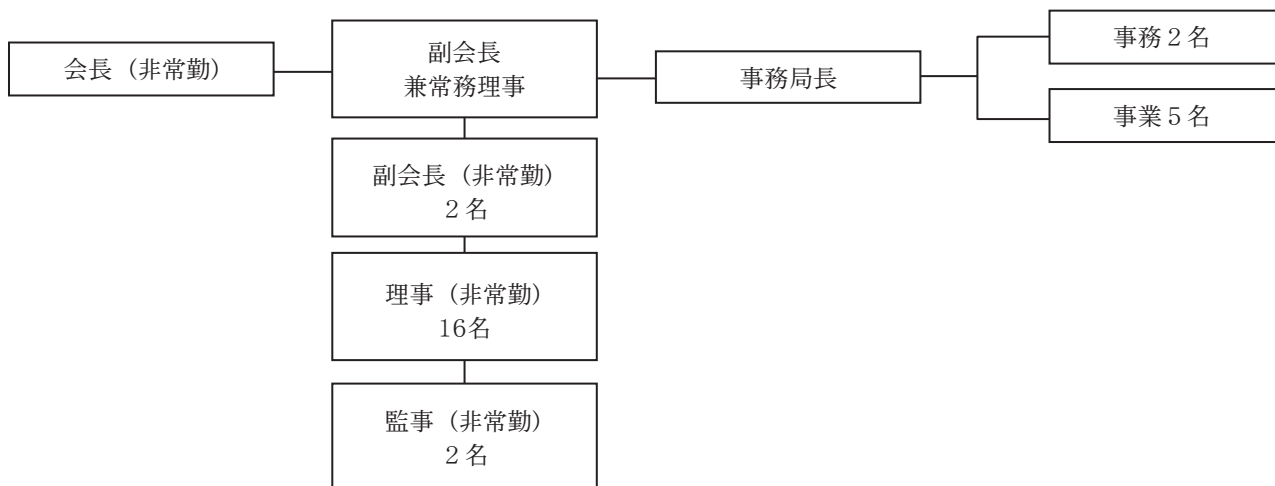 会長（非常勤）
副会長
兼常務理事
事務局長
事務２名
事業５名
副会長（非常勤）
２名
理事（非常勤）
16名
監事（非常勤）
２名